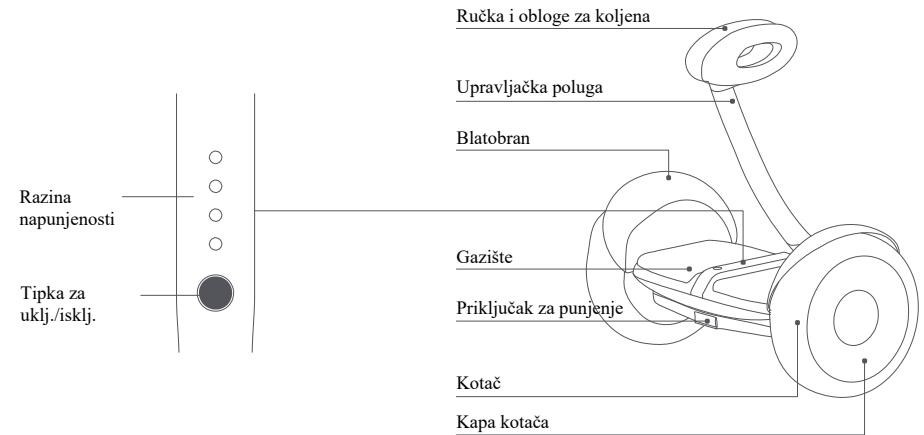 Ručka i obloge za koljena
Upravljačka poluga
Blatobran
Razina
napunjenosti
Gazište
Tipka za
uklj./isklj.
Priključak za punjenje
Kotač
Kapa kotača